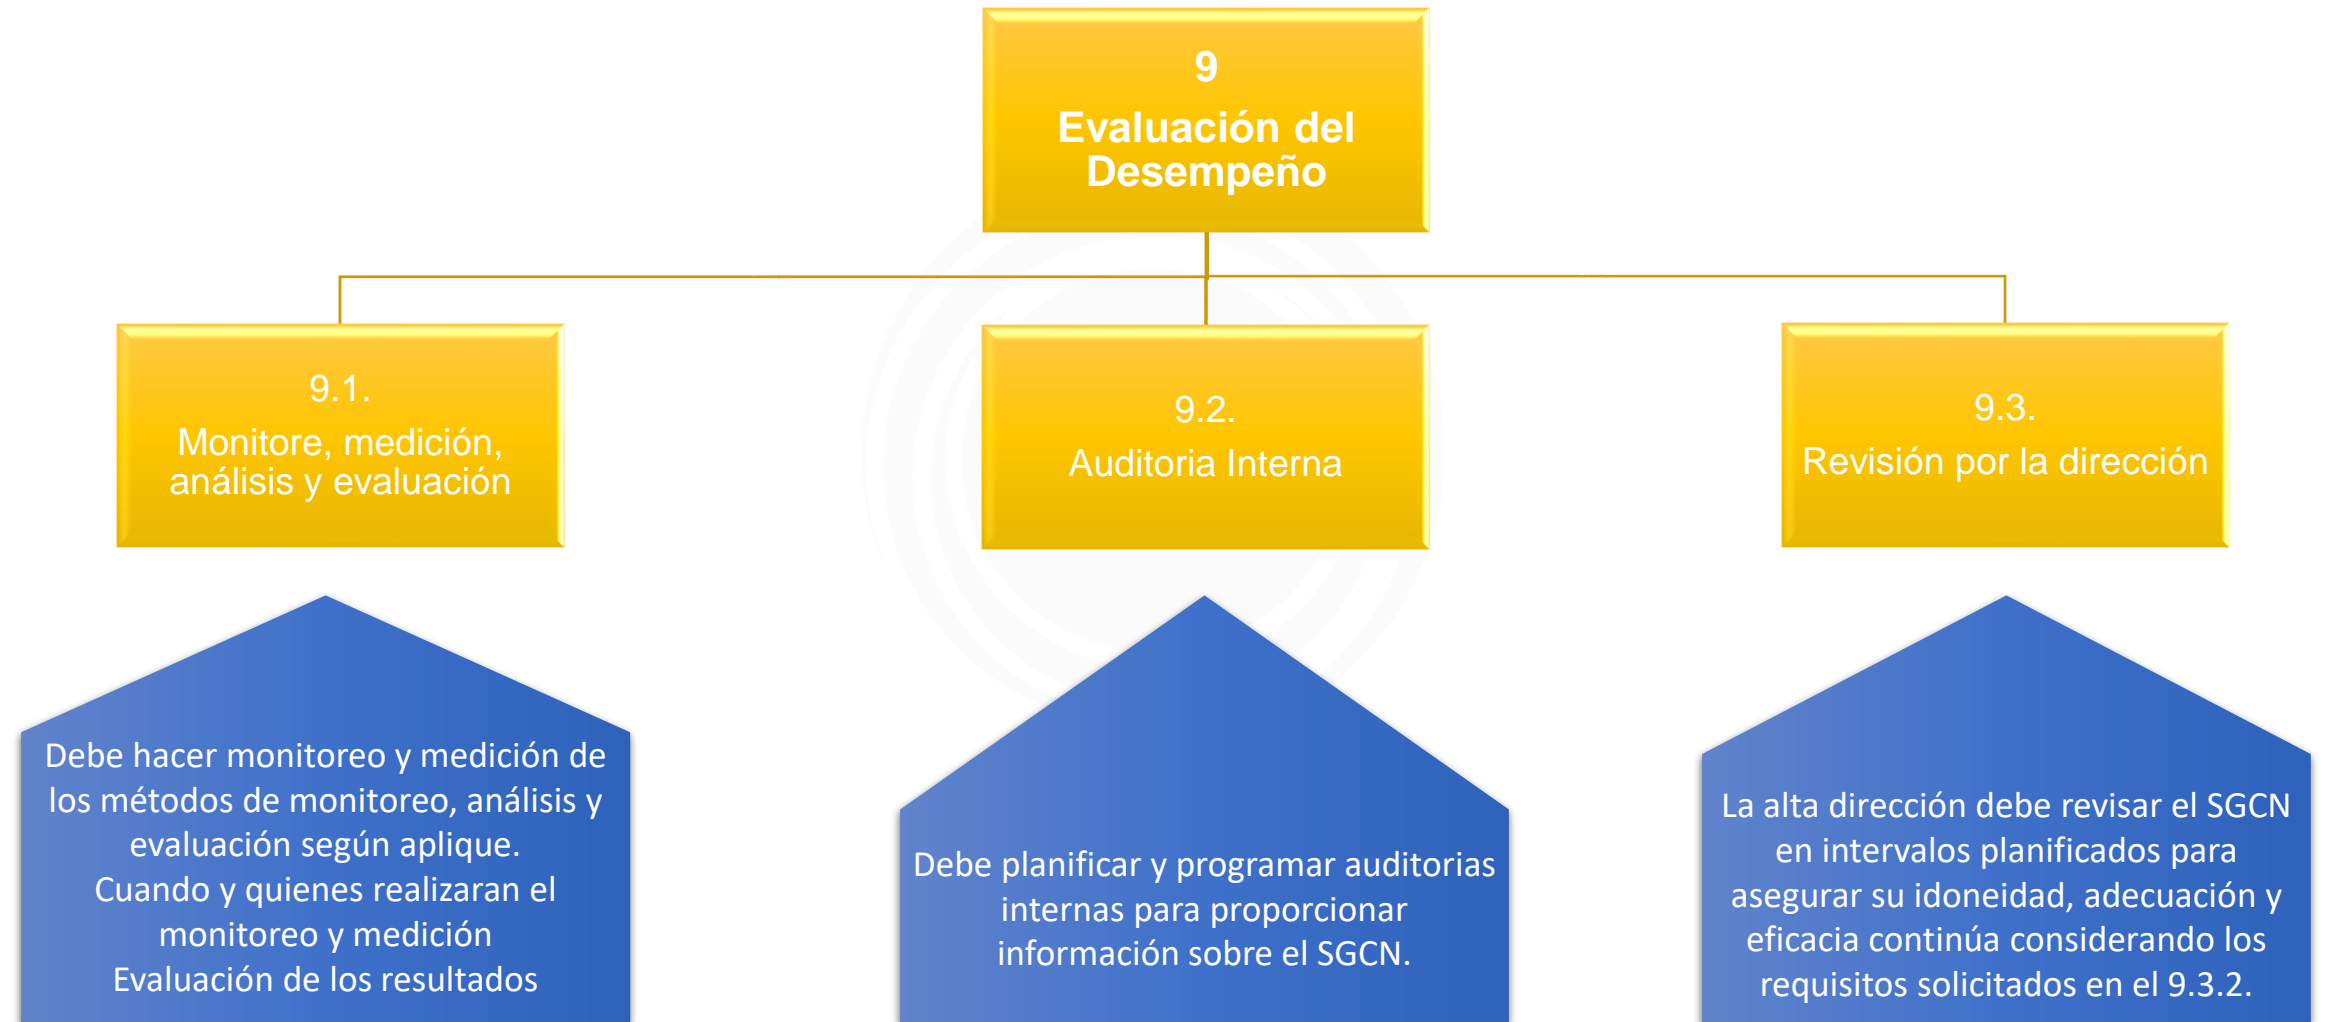 9
Evaluación del
Desempeño
9.1.
Monitore, medición,
análisis y evaluación
9.2.
Auditoria Interna
9.3.
Revisión por la dirección
Debe hacer monitoreo y medición de
los métodos de monitoreo, análisis y
evaluación según aplique.
Cuando y quienes realizaran el
monitoreo y medición
Evaluación de los resultados
Debe planificar y programar auditorias
internas para proporcionar
información sobre el SGCN.
La alta dirección debe revisar el SGCN
en intervalos planificados para
asegurar su idoneidad, adecuación y
eficacia continúa considerando los
requisitos solicitados en el 9.3.2.